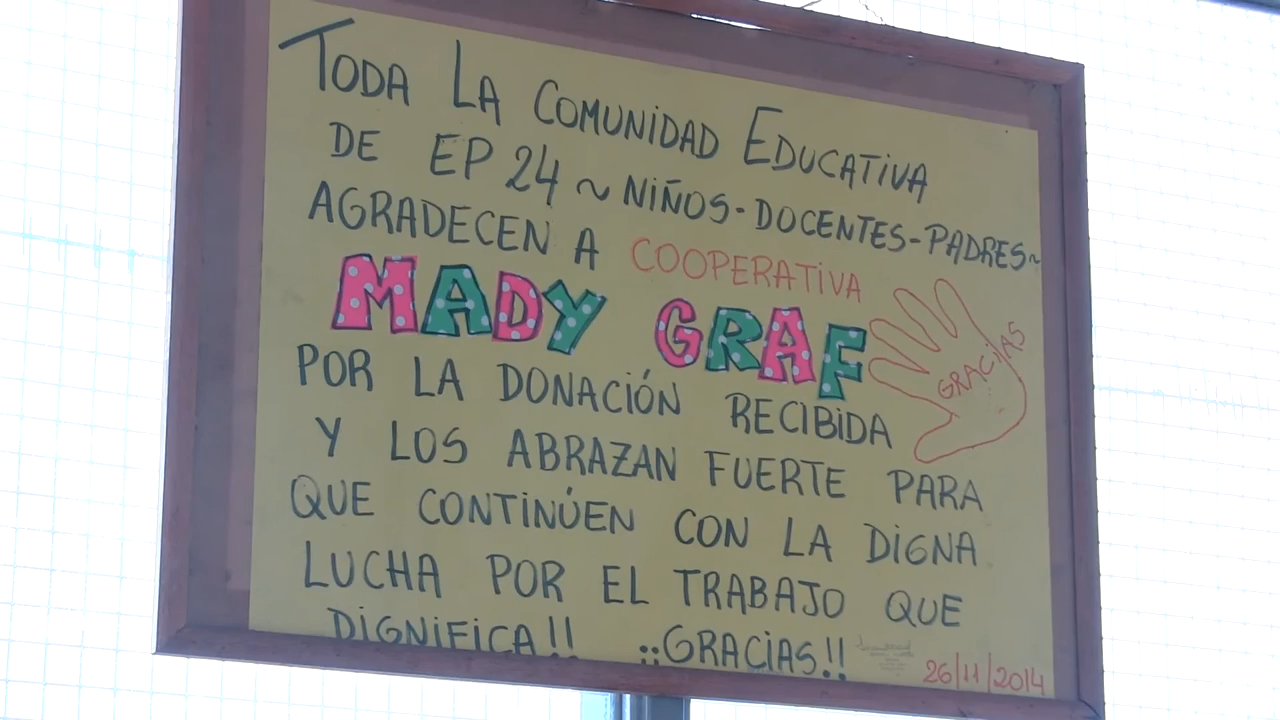 TODA LA COMUNIDAD EDUCATIVA
DE EP 24 ~ NIÑOS - DOCENTES - PADRES ~
AGRADECEN A COOPERATIVA
MADY GRAF
GRACIAS
POR LA DONACIÓN RECIBIDA
Y LOS ABRAZAN FUERTE PARA
QUE CONTINÚEN CON LA DIGNA
LUCHA POR EL TRABAJO QUE
DIGNIFICA!! ¡¡GRACIAS!!
26/11/2014